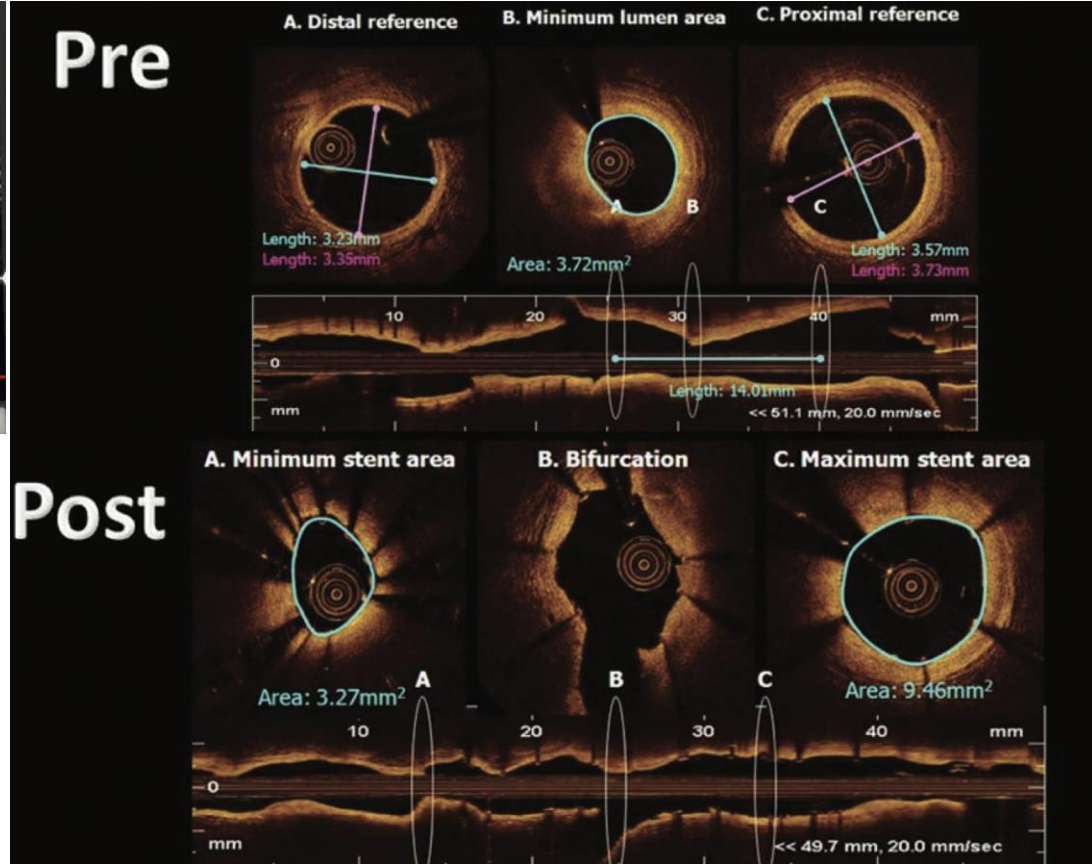 Pre
A. Distal reference
B. Minimum lumen area
C. Proximal reference
A
B
C
Length: 3.23mm
Length: 3.35mm
Area: 3.72mm²
Length: 3.57mm
Length: 3.73mm
10
20
30
40
mm
0
Length: 14.01mm
mm
<< 51.1 mm, 20.0 mm/sec
Post
A. Minimum stent area
B. Bifurcation
C. Maximum stent area
Area: 3.27mm²
A
B
C
Area: 9.46mm²
10
20
30
40
mm
0
mm
<< 49.7 mm, 20.0 mm/sec